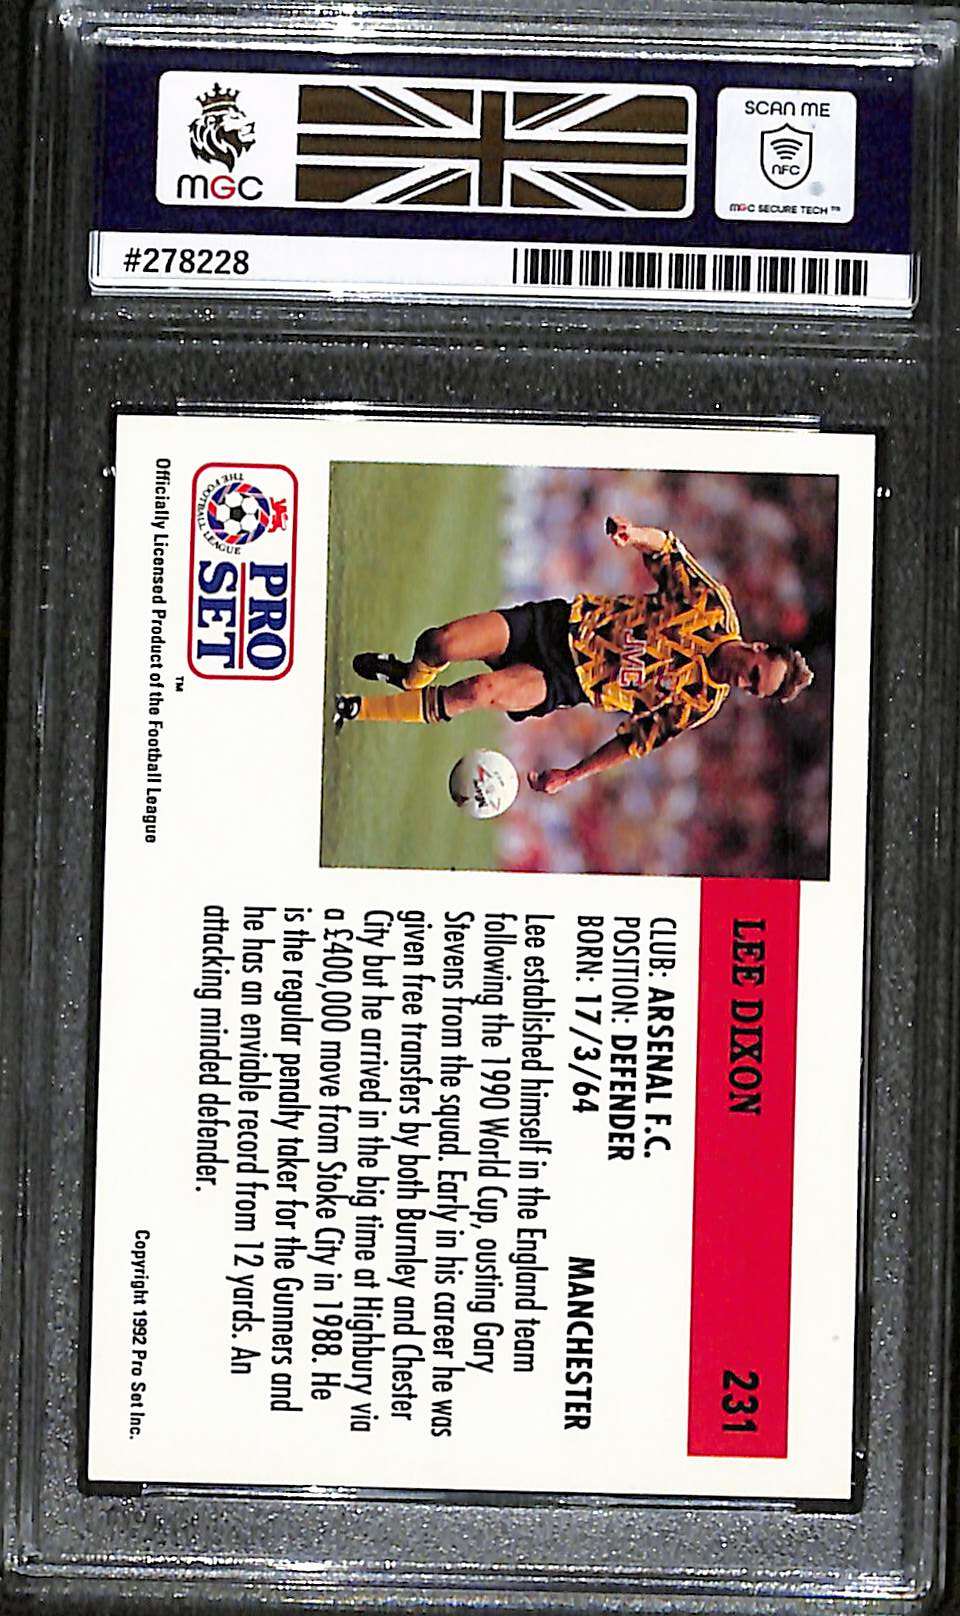 MGC
SCAN ME
NFC
MGC SECURE TECH™
#278228
LEE DIXON 231
CLUB: ARSENAL F.C.
POSITION: DEFENDER
BORN: 17/3/64 MANCHESTER
Lee established himself in the England team
following the 1990 World Cup, ousting Gary
Stevens from the squad. Early in his career he was
given free transfers by both Burnley and Chester
City but he arrived in the big time at Highbury via
a £400,000 move from Stoke City in 1988. He
is the regular penalty taker for the Gunners and
he has an enviable record from 12 yards. An
attacking minded defender.
JVC
Mitre
THE FOOTBALL LEAGUE
PRO
SET
™
Officially Licensed Product of the Football League
Copyright 1992 Pro Set Inc.